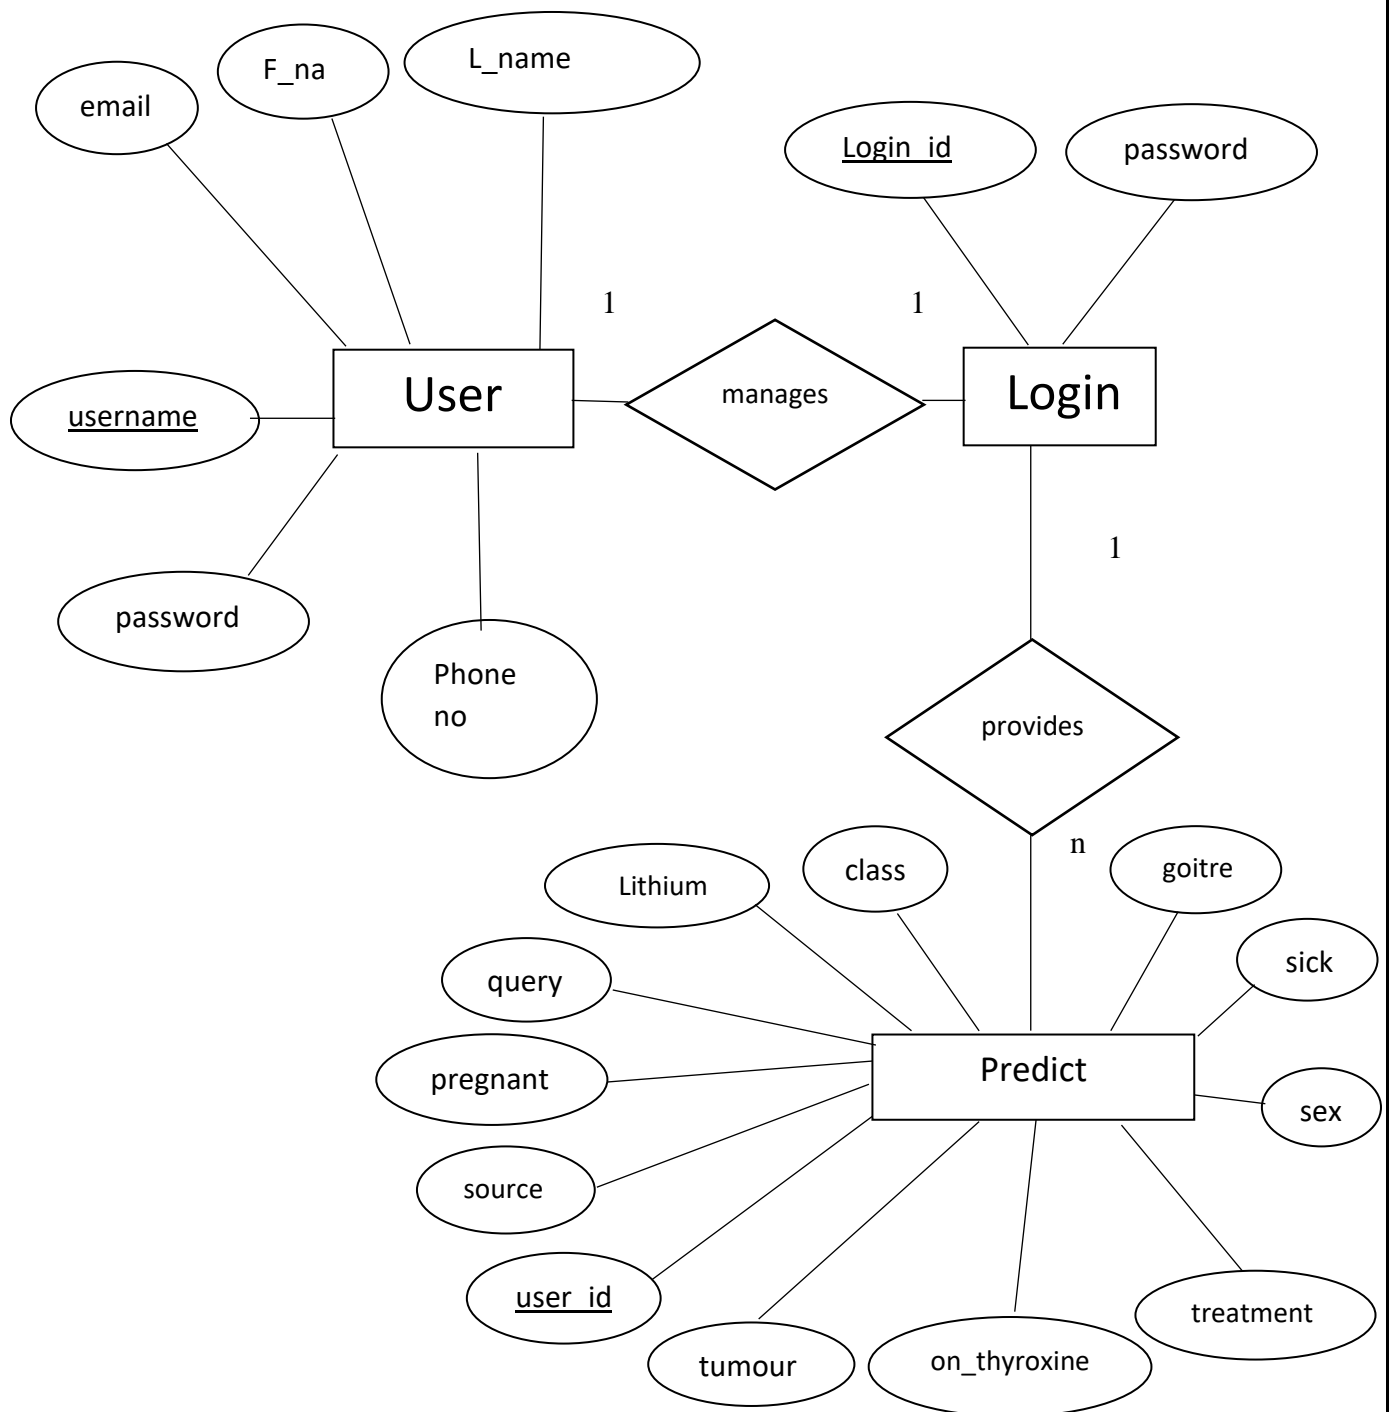 L_name
F_na
email
Login_id
password
1
1
User
manages
Login
username
1
password
Phone
no
provides
n
class
goitre
Lithium
sick
query
Predict
pregnant
sex
source
user_id
treatment
tumour
on_thyroxine